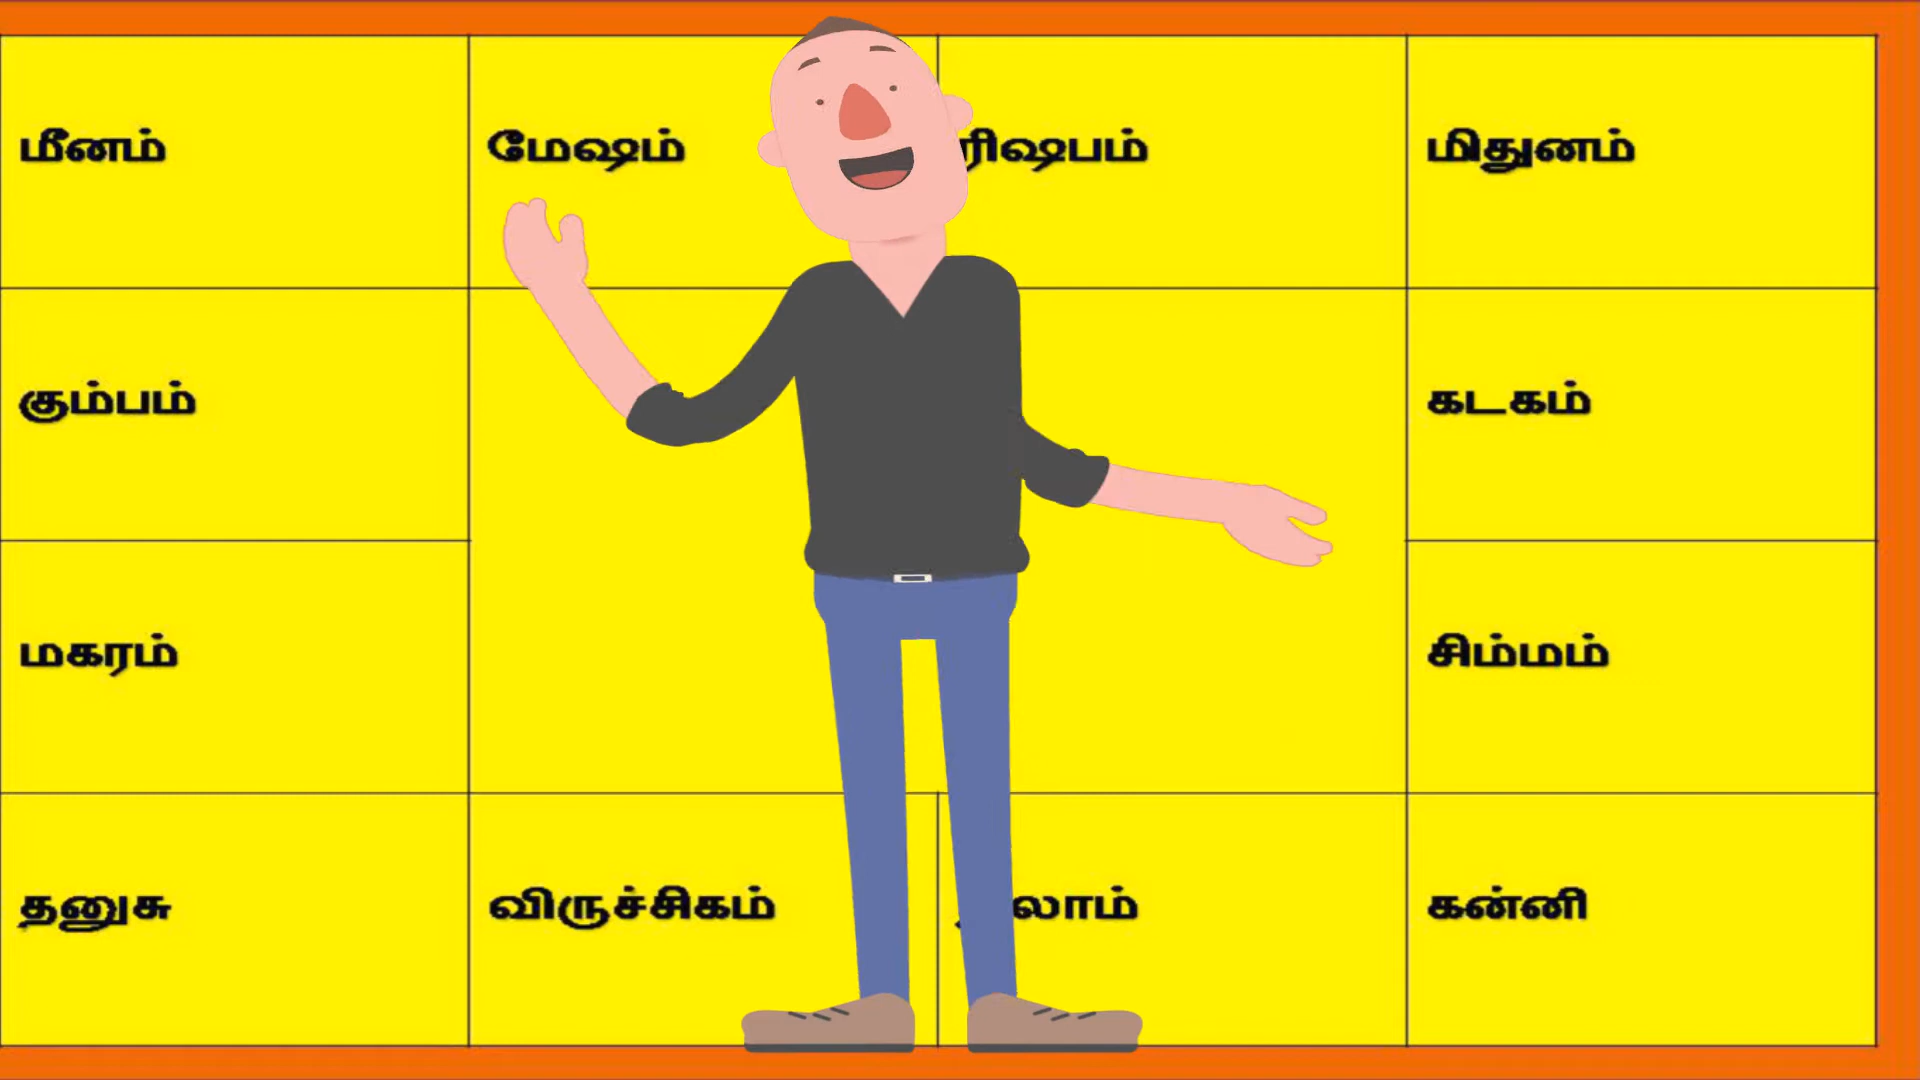 மீனம்
மேஷம்
ரிஷபம்
மிதுனம்
கும்பம்
கடகம்
மகரம்
சிம்மம்
தனுசு
விருச்சிகம்
கன்னி